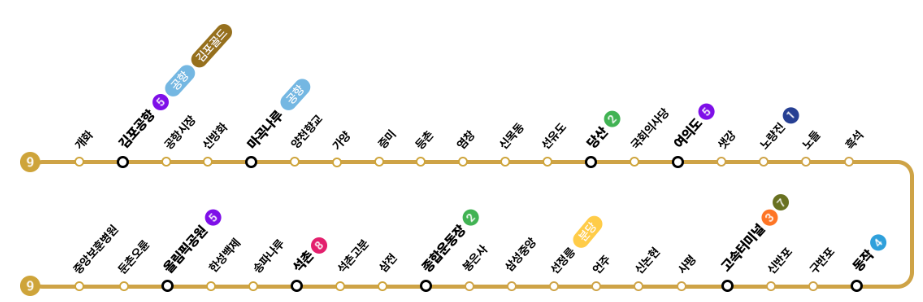 9 개화 김포공항 5 공항 김포골드 공항시장 신방화 마곡나루 공항 양천향교 가양 증미 등촌 염창 신목동 선유도 당산 2 국회의사당 여의도 5 샛강 노량진 1 노들 흑석
9 중앙보훈병원 둔촌오륜 올림픽공원 5 한성백제 송파나루 석촌 8 석촌고분 삼전 종합운동장 2 봉은사 삼성중앙 선정릉 분당 언주 신논현 사평 고속터미널 3 7 신반포 구반포 동작 4